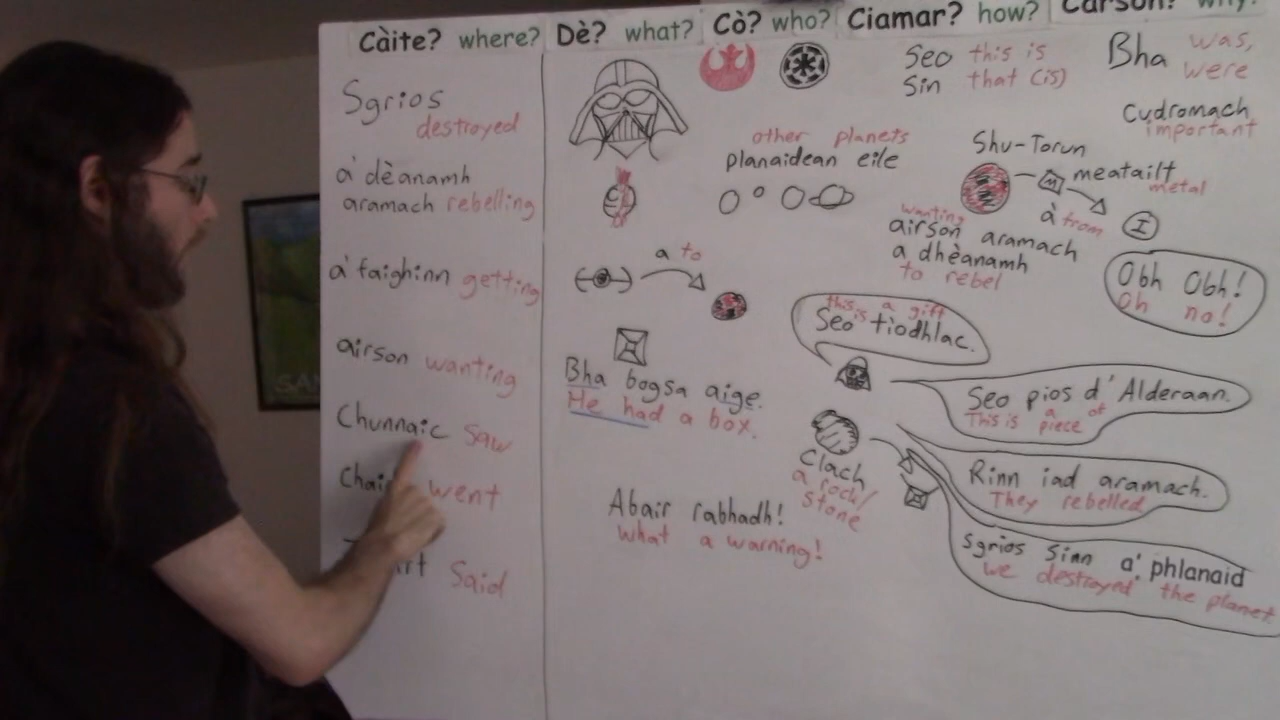 Càite? where? Dè? what? Cò? who? Ciamar? how? Carson? why?
Sgrios
destroyed
a' dèanamh
aramach rebelling
a' faighinn getting
airson wanting
Chunnaic Saw
went
Said
other planets
planaidean eile
a to
Bha bogsa aige.
He had a box.
Abair rabhadh!
what a warning!
Seo this is
Sin that (is)
Bha was,
were
Cudromach
important
Shu-Torun
M
meatailt
metal
à from
I
wanting
airson aramach
a dhèanamh
to rebel
Obh Obh!
Oh no!
this is a gift
Seo tìodhlac.
Seo pìos d'Alderaan.
This is a piece of
Clach
a rock/
stone
Rinn iad aramach.
They rebelled
Sgrios Sinn a' phlanaid
we destroyed the planet.